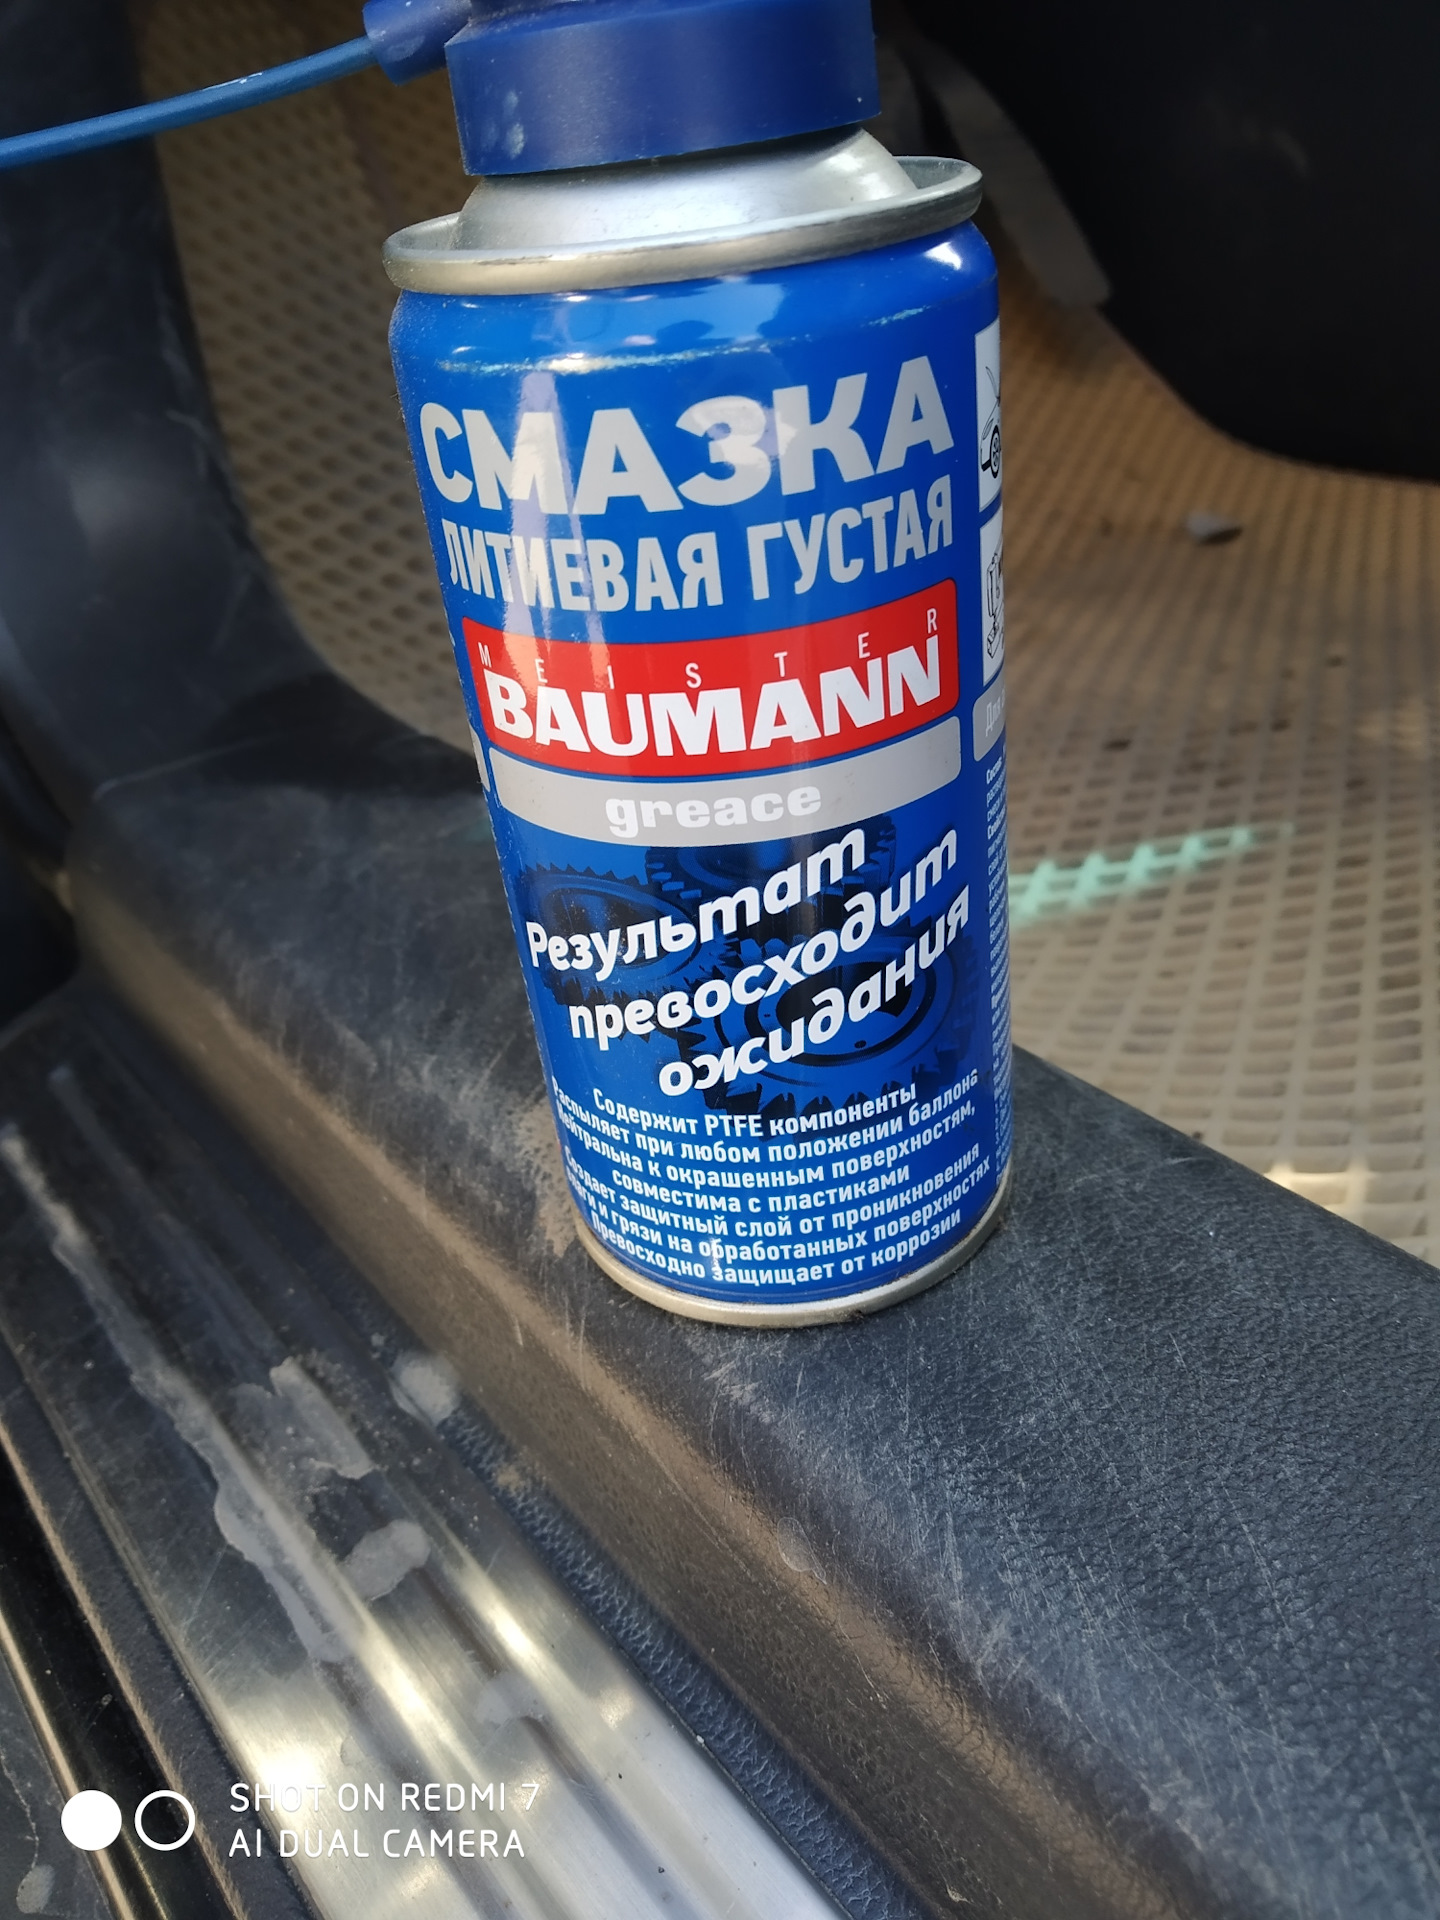 СМАЗКА
ЛИТИЕВАЯ ГУСТАЯ
MEISTER
BAUMANN
greace
Результат
превосходит
ожидания
Содержит PTFE компоненты
Распыляет при любом положении баллона
Нейтральна к окрашенным поверхностям,
совместима с пластиками
Создает защитный слой от проникновения
влаги и грязи на обработанных поверхностях
Превосходно защищает от коррозии
SHOT ON REDMI 7
AI DUAL CAMERA